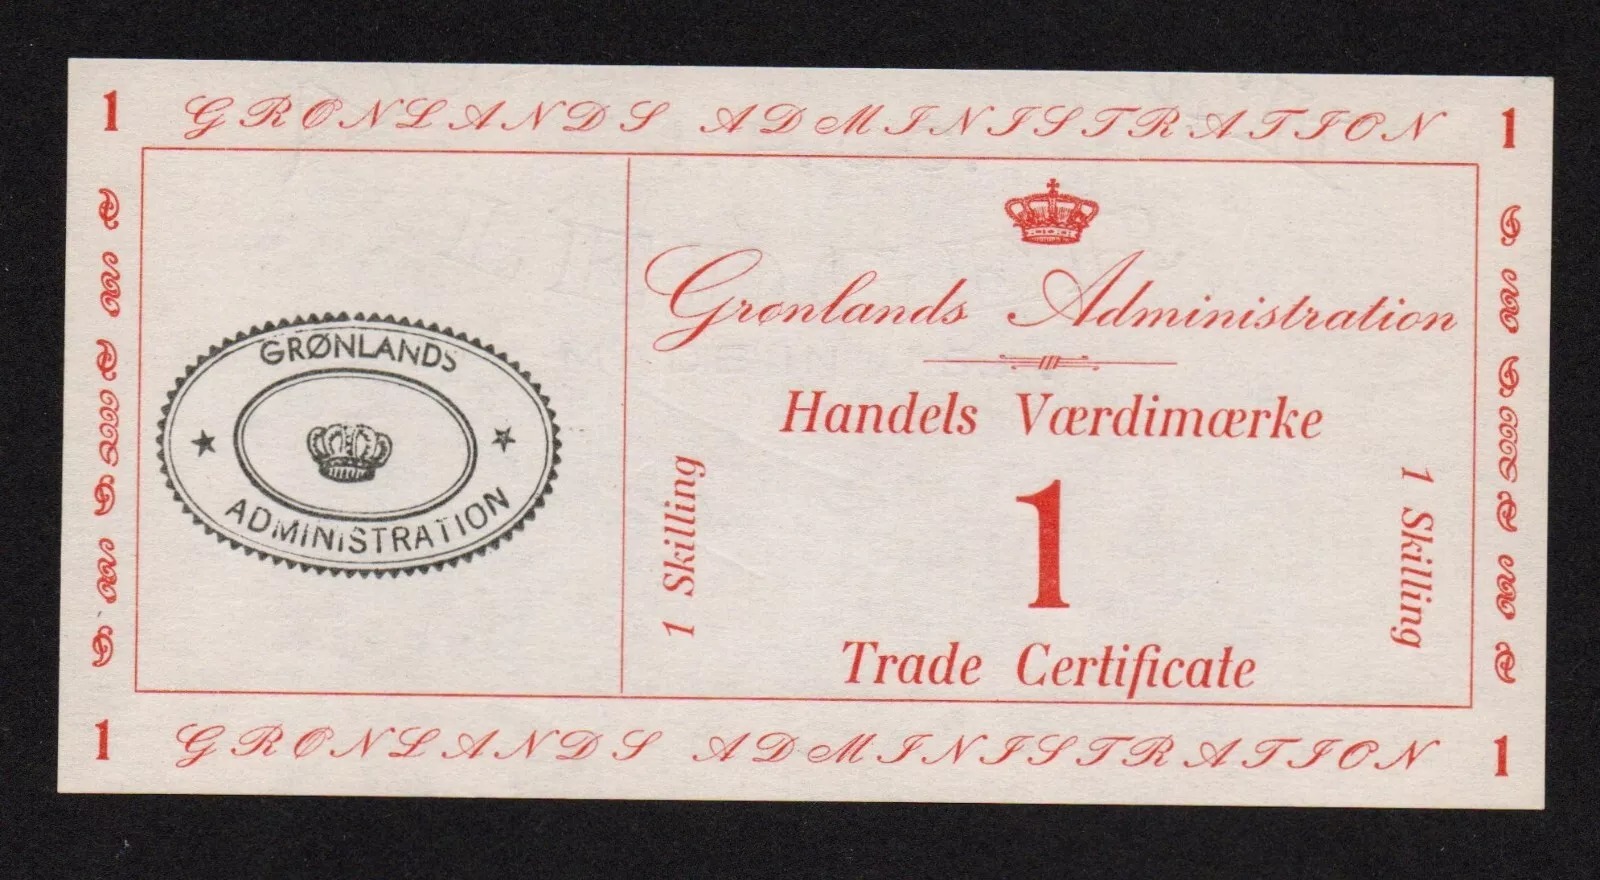 1 GRØNLANDS ADMINISTRATION 1
GRØNLANDS
ADMINISTRATION
Grønlands Administration
Handels Værdimærke
1 Skilling
1
1 Skilling
Trade Certificate
1 GRØNLANDS ADMINISTRATION 1